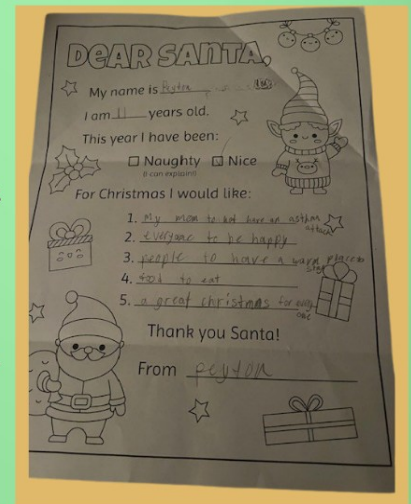 DEAR SANTA,
My name is Peyton
I am 11 years old.
This year I have been:
Naughty Nice
(I can explain!)
For Christmas I would like:
1. My mom to not have an asthma
attack
2. everyone to be happy
3. people to have a warm place to
stay
4. food to eat
5. a great christmas for every
one
Thank you Santa!
From peyton